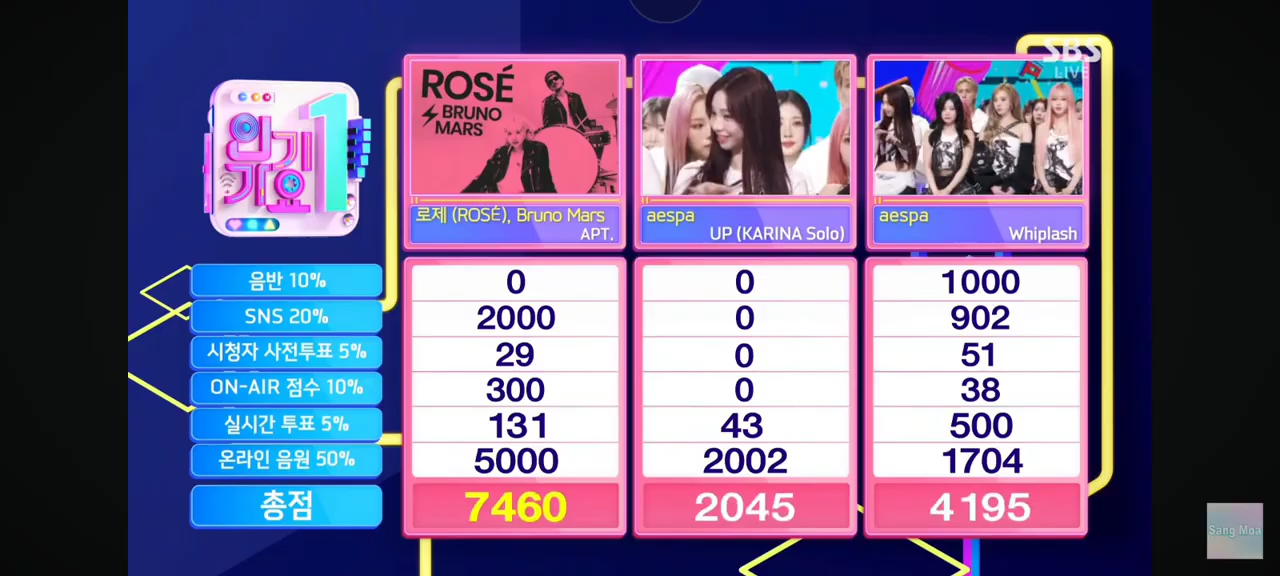 SBS
LIVE
인기가요
1
ROSÉ
BRUNO
MARS
로제 (ROSÉ), Bruno Mars
APT.
aespa
UP (KARINA Solo)
aespa
Whiplash
음반 10% 0 0 1000
SNS 20% 2000 0 902
시청자 사전투표 5% 29 0 51
ON-AIR 점수 10% 300 0 38
실시간 투표 5% 131 43 500
온라인 음원 50% 5000 2002 1704
총점 7460 2045 4195
Sang Moa